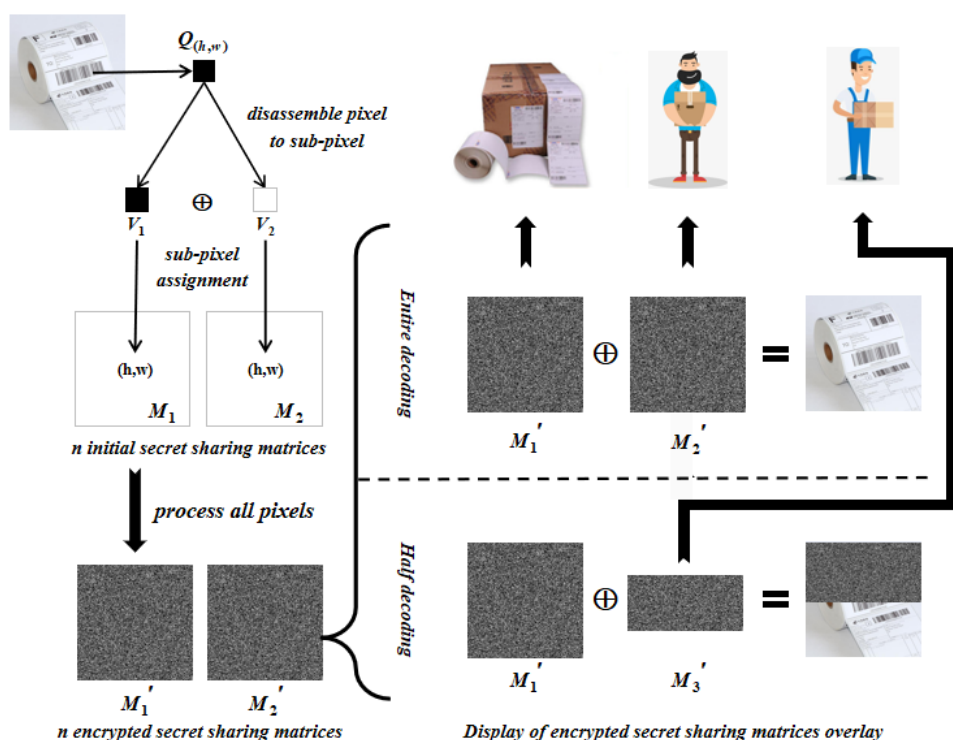 Q(h,w)
disassemble pixel
to sub-pixel
V1 ⊕ V2
sub-pixel
assignment
(h,w) (h,w)
M1 M2
n initial secret sharing matrices
process all pixels
M1' M2'
n encrypted secret sharing matrices
Entire decoding
⊕ =
M1' M2'
Half decoding
⊕ =
M1' M3'
Display of encrypted secret sharing matrices overlay